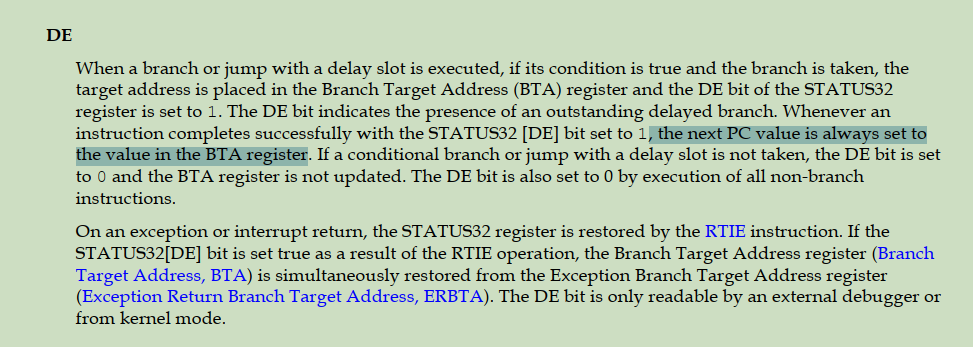 DE
When a branch or jump with a delay slot is executed, if its condition is true and the branch is taken, the
target address is placed in the Branch Target Address (BTA) register and the DE bit of the STATUS32
register is set to 1. The DE bit indicates the presence of an outstanding delayed branch. Whenever an
instruction completes successfully with the STATUS32 [DE] bit set to 1, the next PC value is always set to
the value in the BTA register. If a conditional branch or jump with a delay slot is not taken, the DE bit is set
to 0 and the BTA register is not updated. The DE bit is also set to 0 by execution of all non-branch
instructions.
On an exception or interrupt return, the STATUS32 register is restored by the RTIE instruction. If the
STATUS32[DE] bit is set true as a result of the RTIE operation, the Branch Target Address register (Branch
Target Address, BTA) is simultaneously restored from the Exception Branch Target Address register
(Exception Return Branch Target Address, ERBTA). The DE bit is only readable by an external debugger or
from kernel mode.